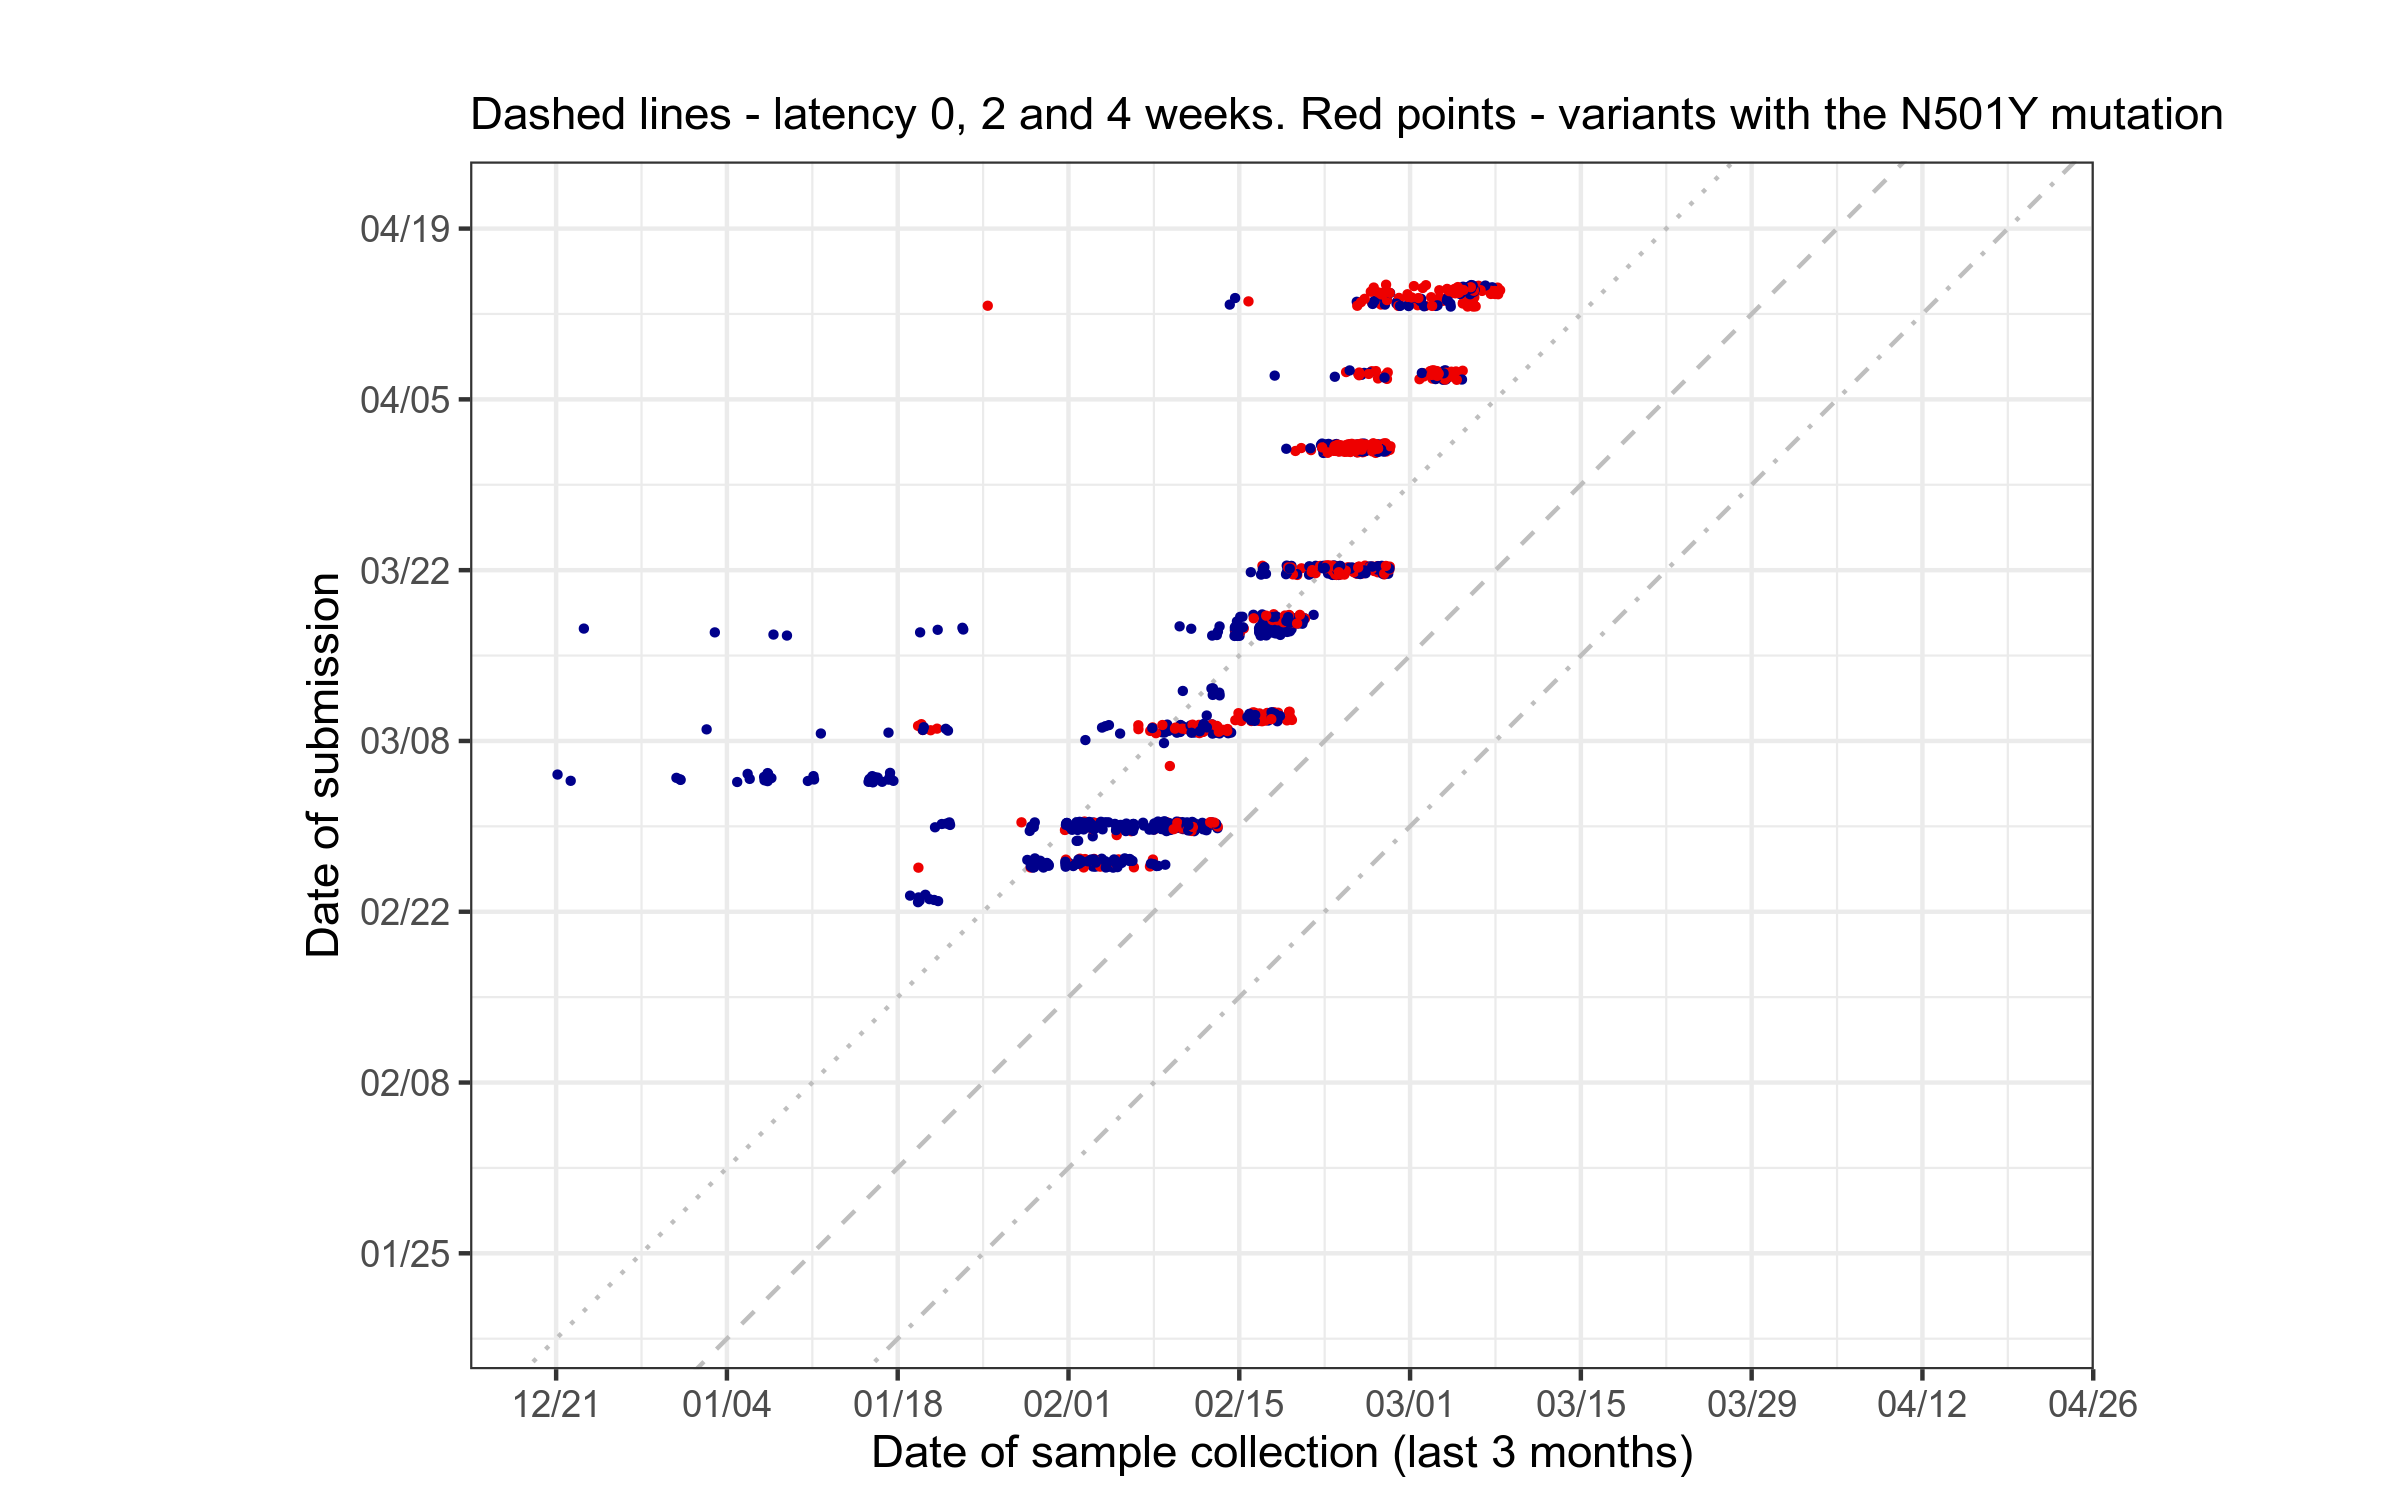 Dashed lines - latency 0, 2 and 4 weeks. Red points - variants with the N501Y mutation
Date of submission
04/19
04/05
03/22
03/08
02/22
02/08
01/25
12/21 01/04 01/18 02/01 02/15 03/01 03/15 03/29 04/12 04/26
Date of sample collection (last 3 months)